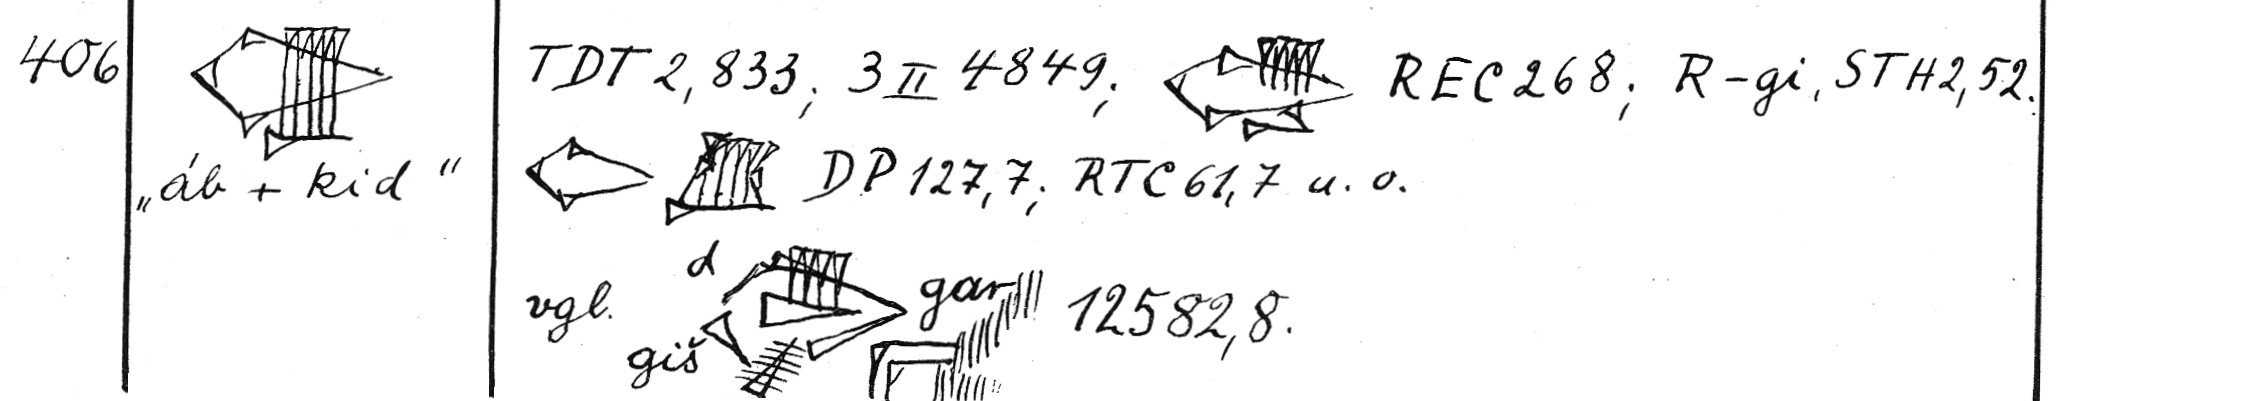 406 TDT 2,833; 3 II 4849; REC 268; R-gi, STH 2,52.
„áb + kid“ DP 127,7; RTC 61,7 u. o.
vgl. d gar 12582,8.
giš